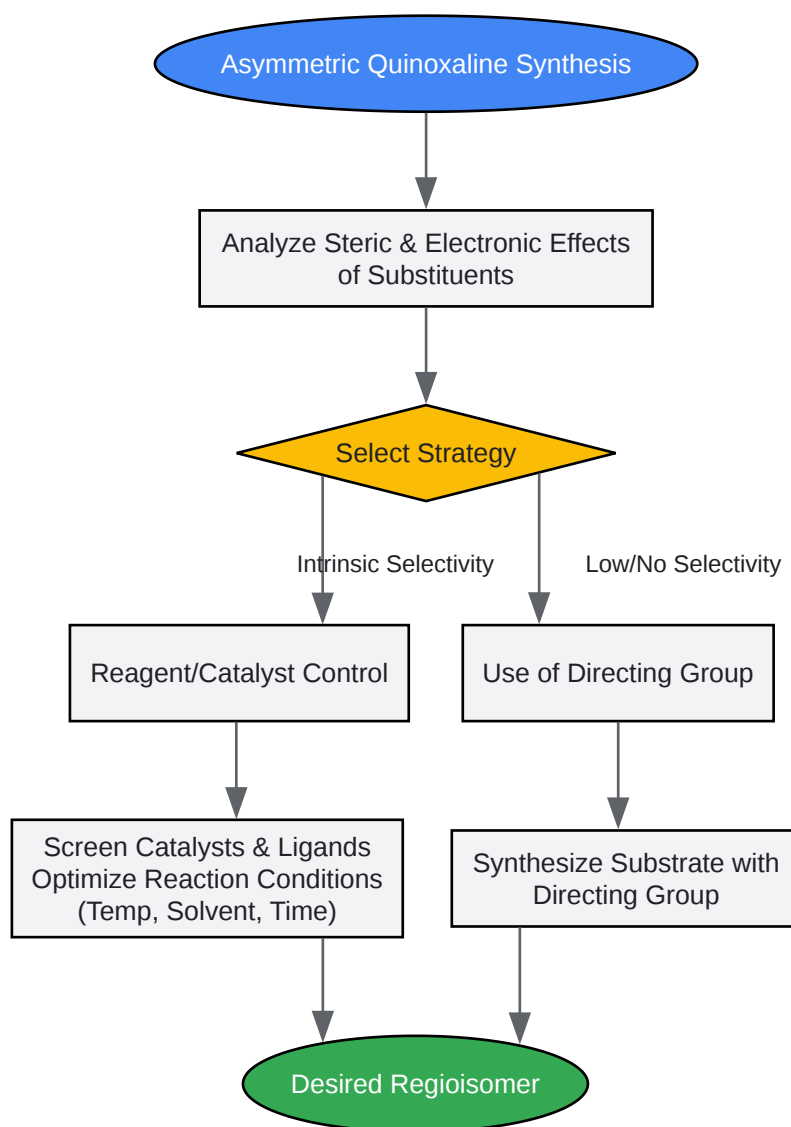 Asymmetric Quinoxaline Synthesis
Analyze Steric & Electronic Effects
of Substituents
Select Strategy
Intrinsic Selectivity
Low/No Selectivity
Reagent/Catalyst Control
Use of Directing Group
Screen Catalysts & Ligands
Optimize Reaction Conditions
(Temp, Solvent, Time)
Synthesize Substrate with
Directing Group
Desired Regioisomer